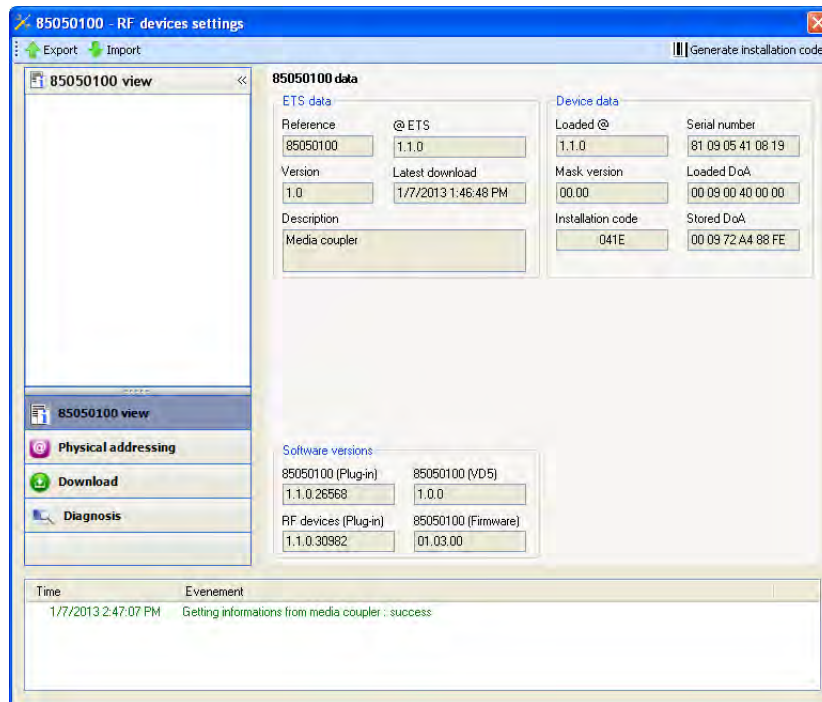 85050100 - RF devices settings
Export Import Generate installation code
85050100 view «
85050100 data
ETS data
Reference @ ETS
85050100 1.1.0
Version Latest download
1.0 1/7/2013 1:46:48 PM
Description
Media coupler
Device data
Loaded @ Serial number
1.1.0 81 09 05 41 08 19
Mask version Loaded DoA
00.00 00 09 00 40 00 00
Installation code Stored DoA
041E 00 09 72 A4 88 FE
85050100 view
Physical addressing
Download
Diagnosis
Software versions
85050100 (Plug-in) 85050100 (VD5)
1.1.0.26568 1.0.0
RF devices (Plug-in) 85050100 (Firmware)
1.1.0.30982 01.03.00
Time Evenement
1/7/2013 2:47:07 PM Getting informations from media coupler : success